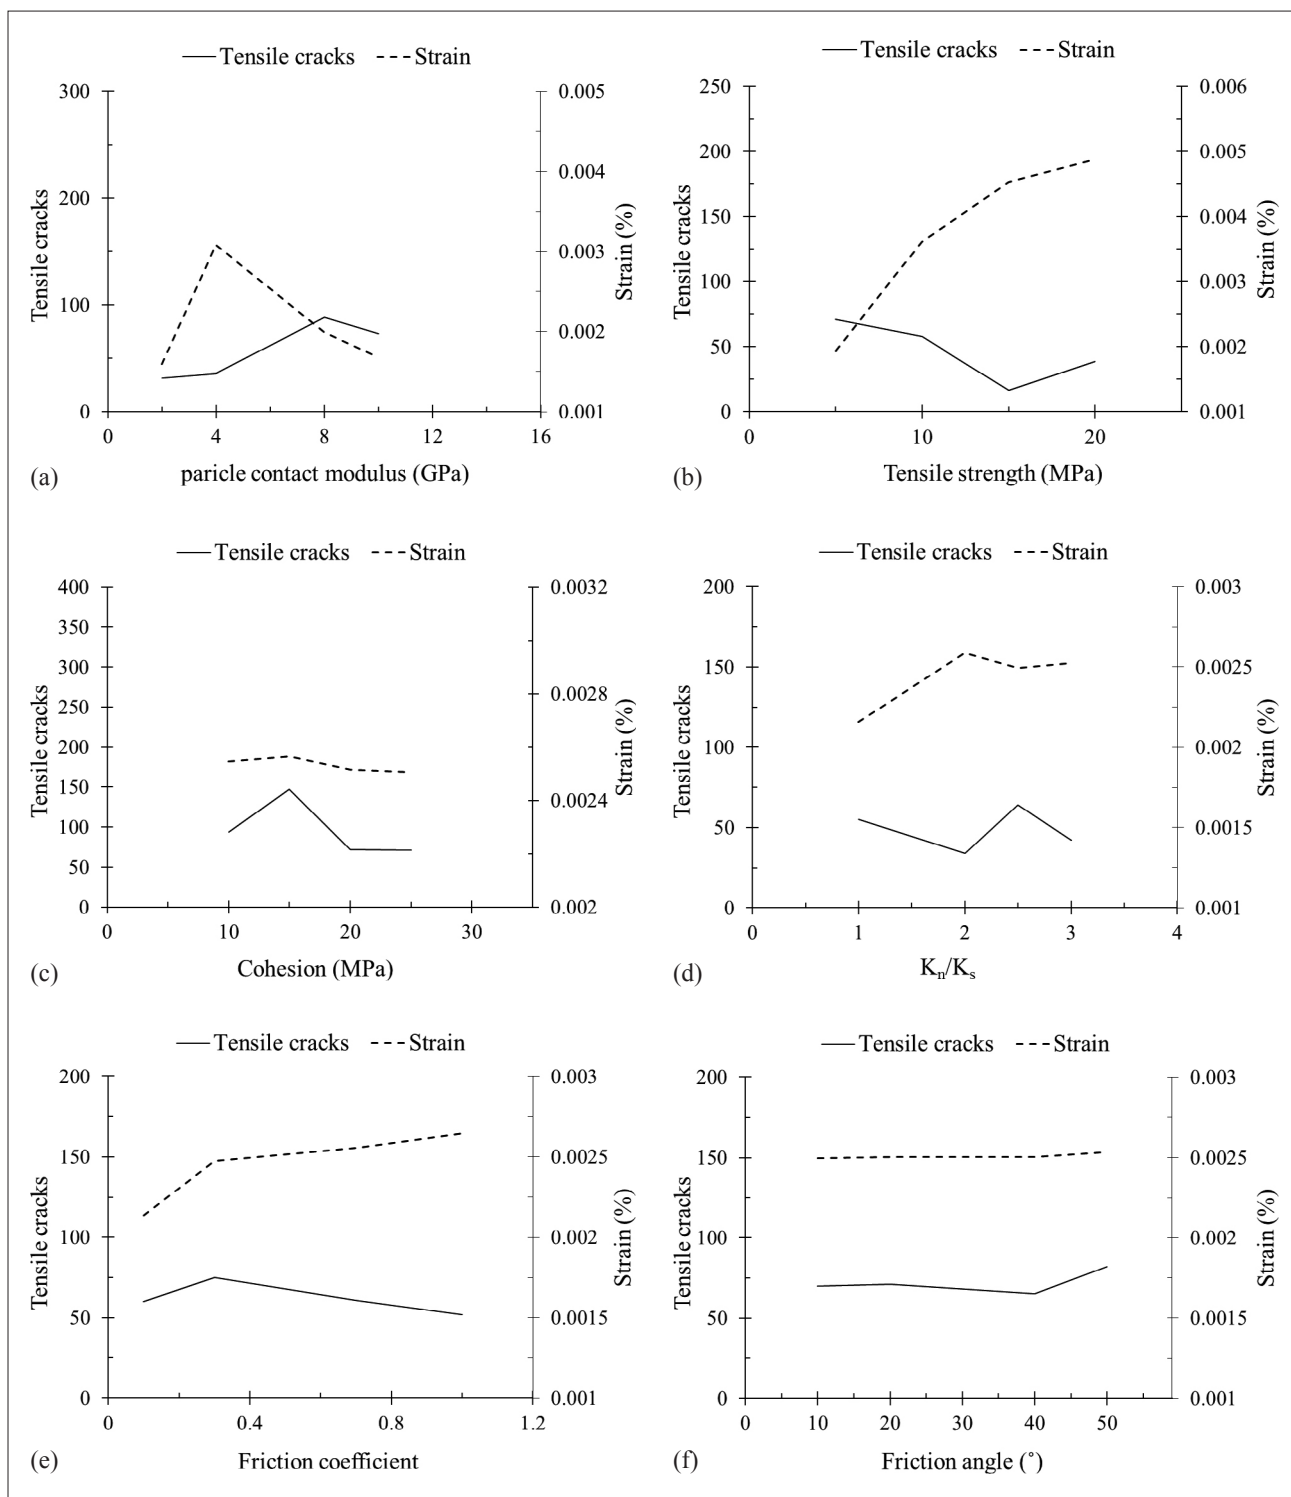 Tensile cracks Strain
300 0.005
0.004
200
0.003
100
0.002
0 0.001
0 4 8 12 16
Tensile cracks
Strain (%)
(a) paricle contact modulus (GPa)
Tensile cracks Strain
250 0.006
200 0.005
150 0.004
100 0.003
50 0.002
0 0.001
0 10 20
Tensile cracks
Strain (%)
(b) Tensile strength (MPa)
Tensile cracks Strain
400 0.0032
350
300
0.0028
250
200
150
0.0024
100
50
0 0.002
0 10 20 30
Tensile cracks
Strain (%)
(c) Cohesion (MPa)
Tensile cracks Strain
200 0.003
150 0.0025
100 0.002
50 0.0015
0 0.001
0 1 2 3 4
Tensile cracks
Strain (%)
(d) Kn/Ks
Tensile cracks Strain
200 0.003
150 0.0025
100 0.002
50 0.0015
0 0.001
0 0.4 0.8 1.2
Tensile cracks
Strain (%)
(e) Friction coefficient
Tensile cracks Strain
200 0.003
150 0.0025
100 0.002
50 0.0015
0 0.001
0 10 20 30 40 50
Tensile cracks
Strain (%)
(f) Friction angle (˚)